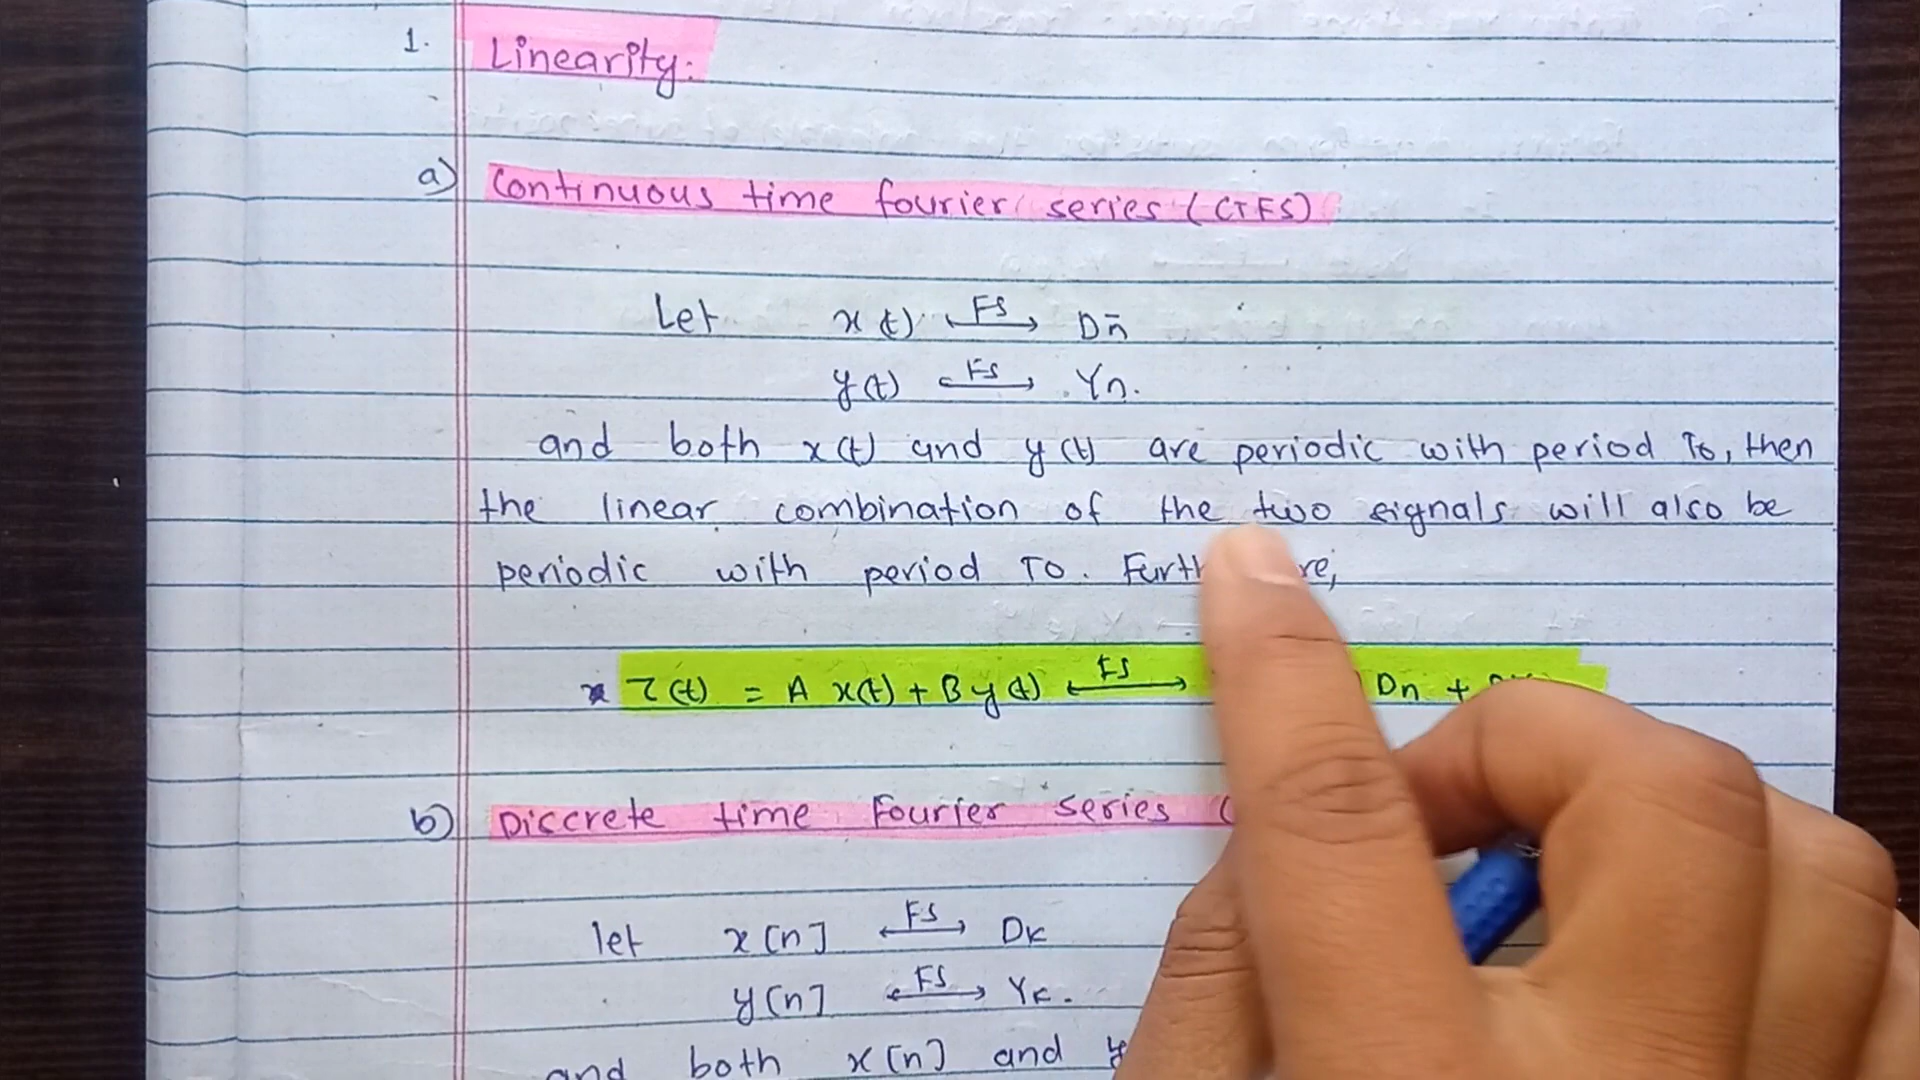 1. Linearity:
a) Continuous time fourier series (CTFS)
Let x(t) ⟷FS Dn
y(t) ⟷FS Yn.
and both x(t) and y(t) are periodic with period To, then
the linear combination of the two signals will also be
periodic with period To.
* Z(t) = A x(t) + B y(t) ⟷FS Dn +
b) Discrete time Fourier series (
let x[n] ⟷FS Dk
y[n] ⟷FS Yk.
and both x[n] and y